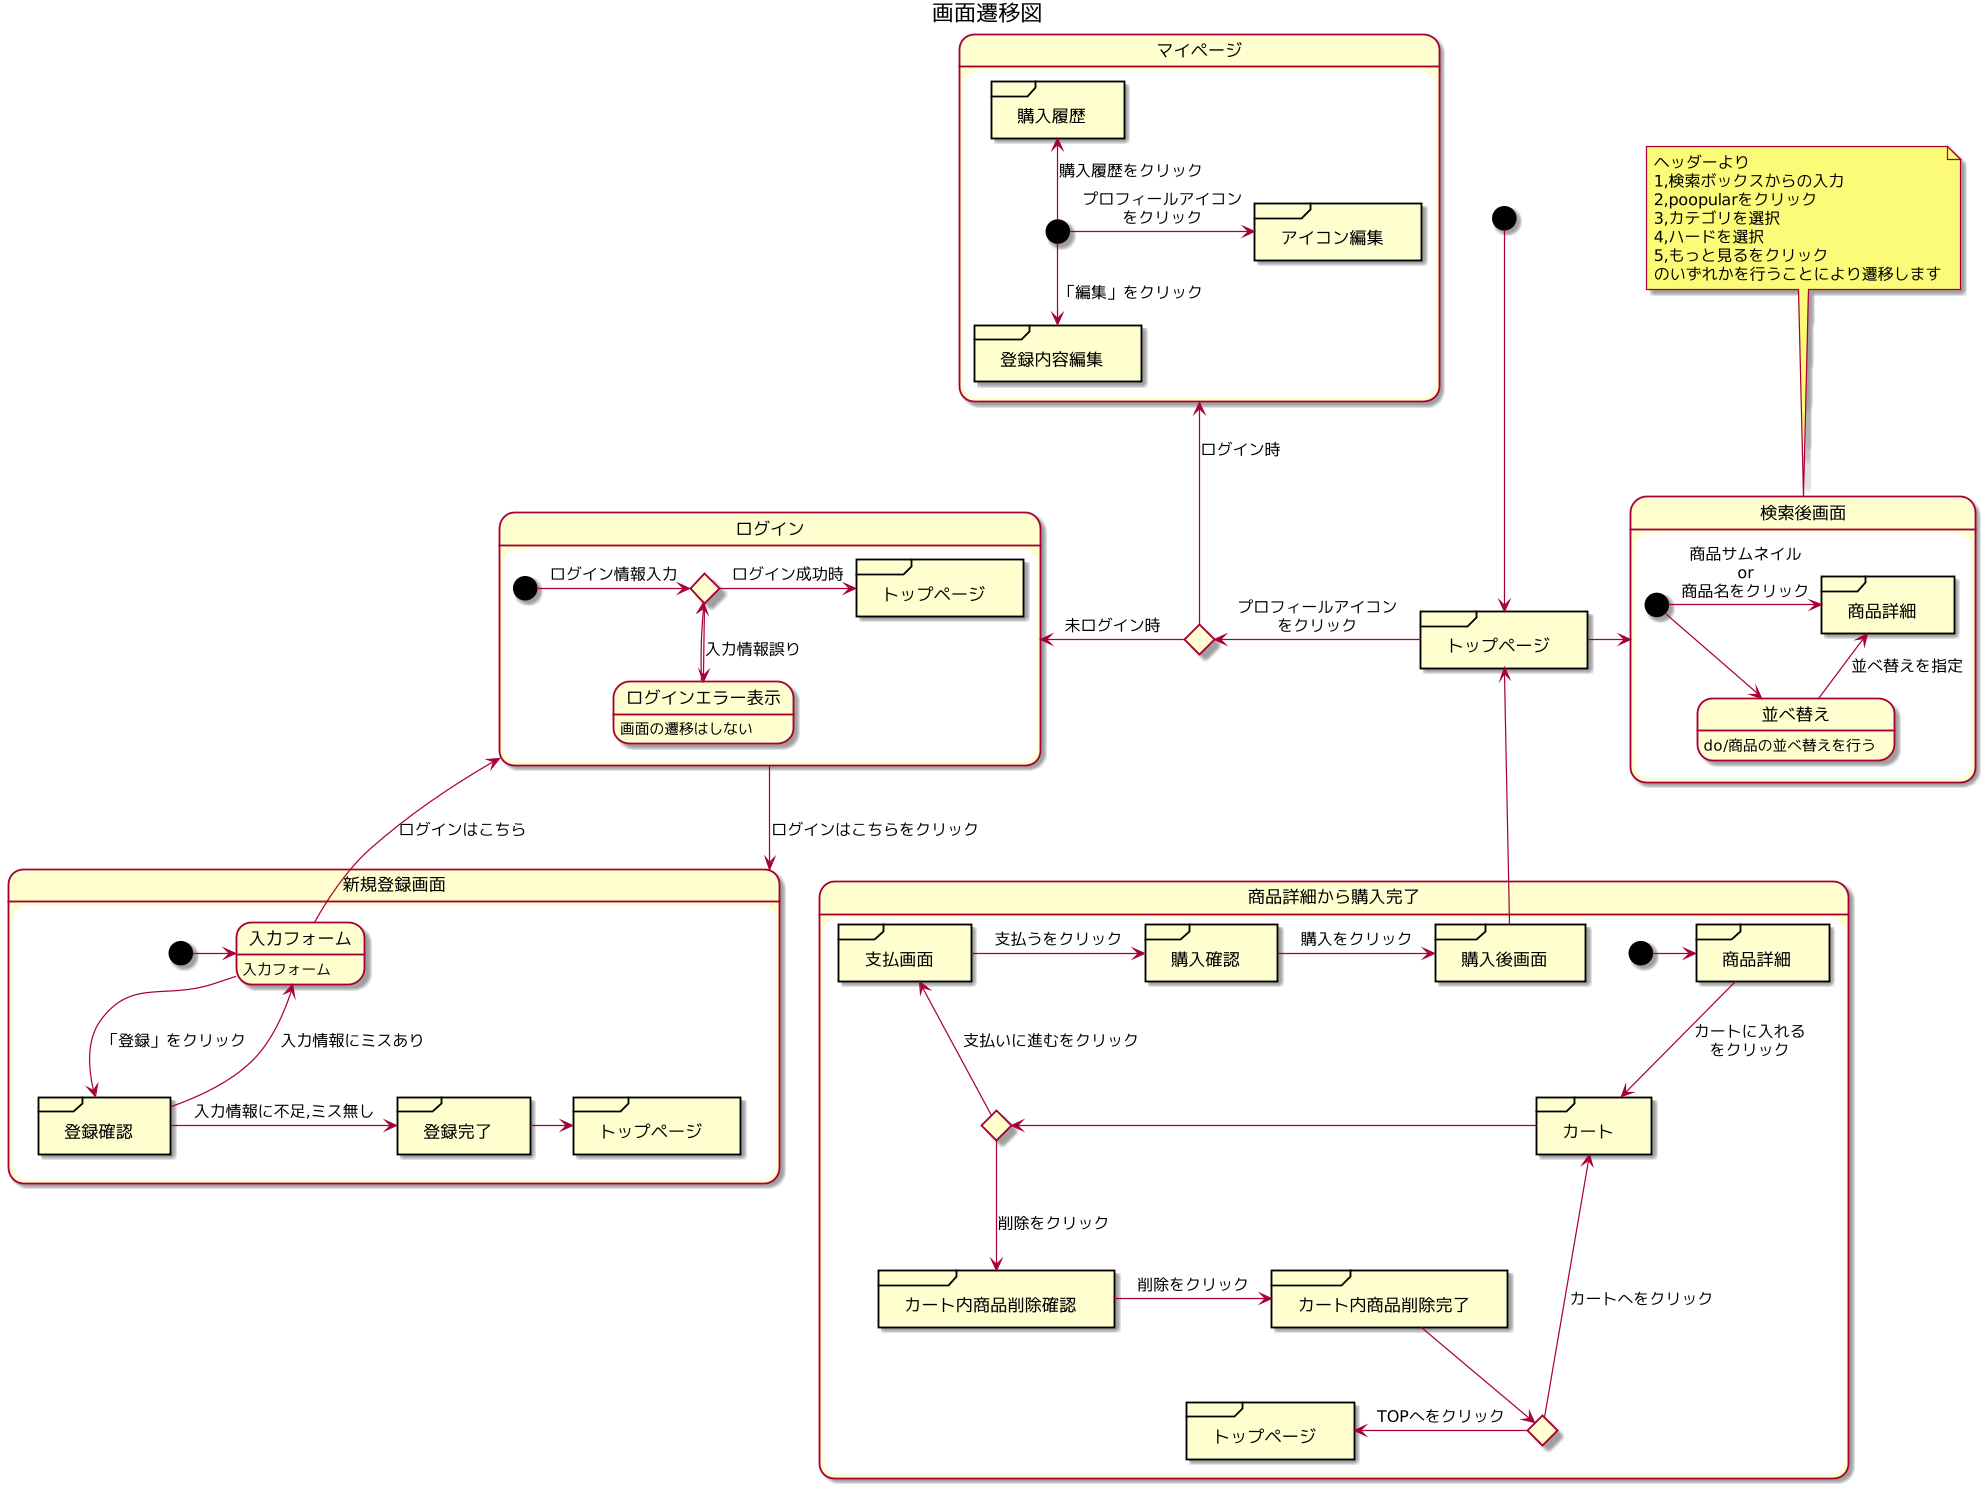 画面遷移図
マイページ
購入履歴
購入履歴をクリック
プロフィールアイコン
をクリック
アイコン編集
「編集」をクリック
登録内容編集
ヘッダーより
1,検索ボックスからの入力
2,poopularをクリック
3,カテゴリを選択
4,ハードを選択
5,もっと見るをクリック
のいずれかを行うことにより遷移します
ログイン時
ログイン
ログイン情報入力
ログイン成功時
トップページ
入力情報誤り
ログインエラー表示
画面の遷移はしない
未ログイン時
プロフィールアイコン
をクリック
トップページ
検索後画面
商品サムネイル
or
商品名をクリック
商品詳細
並べ替えを指定
並べ替え
do/商品の並べ替えを行う
ログインはこちら
ログインはこちらをクリック
新規登録画面
入力フォーム
入力フォーム
「登録」をクリック
入力情報にミスあり
登録確認
入力情報に不足,ミス無し
登録完了
トップページ
商品詳細から購入完了
支払画面
支払うをクリック
購入確認
購入をクリック
購入後画面
商品詳細
支払いに進むをクリック
カートに入れる
をクリック
カート
削除をクリック
カート内商品削除確認
削除をクリック
カート内商品削除完了
カートへをクリック
トップページ
TOPへをクリック